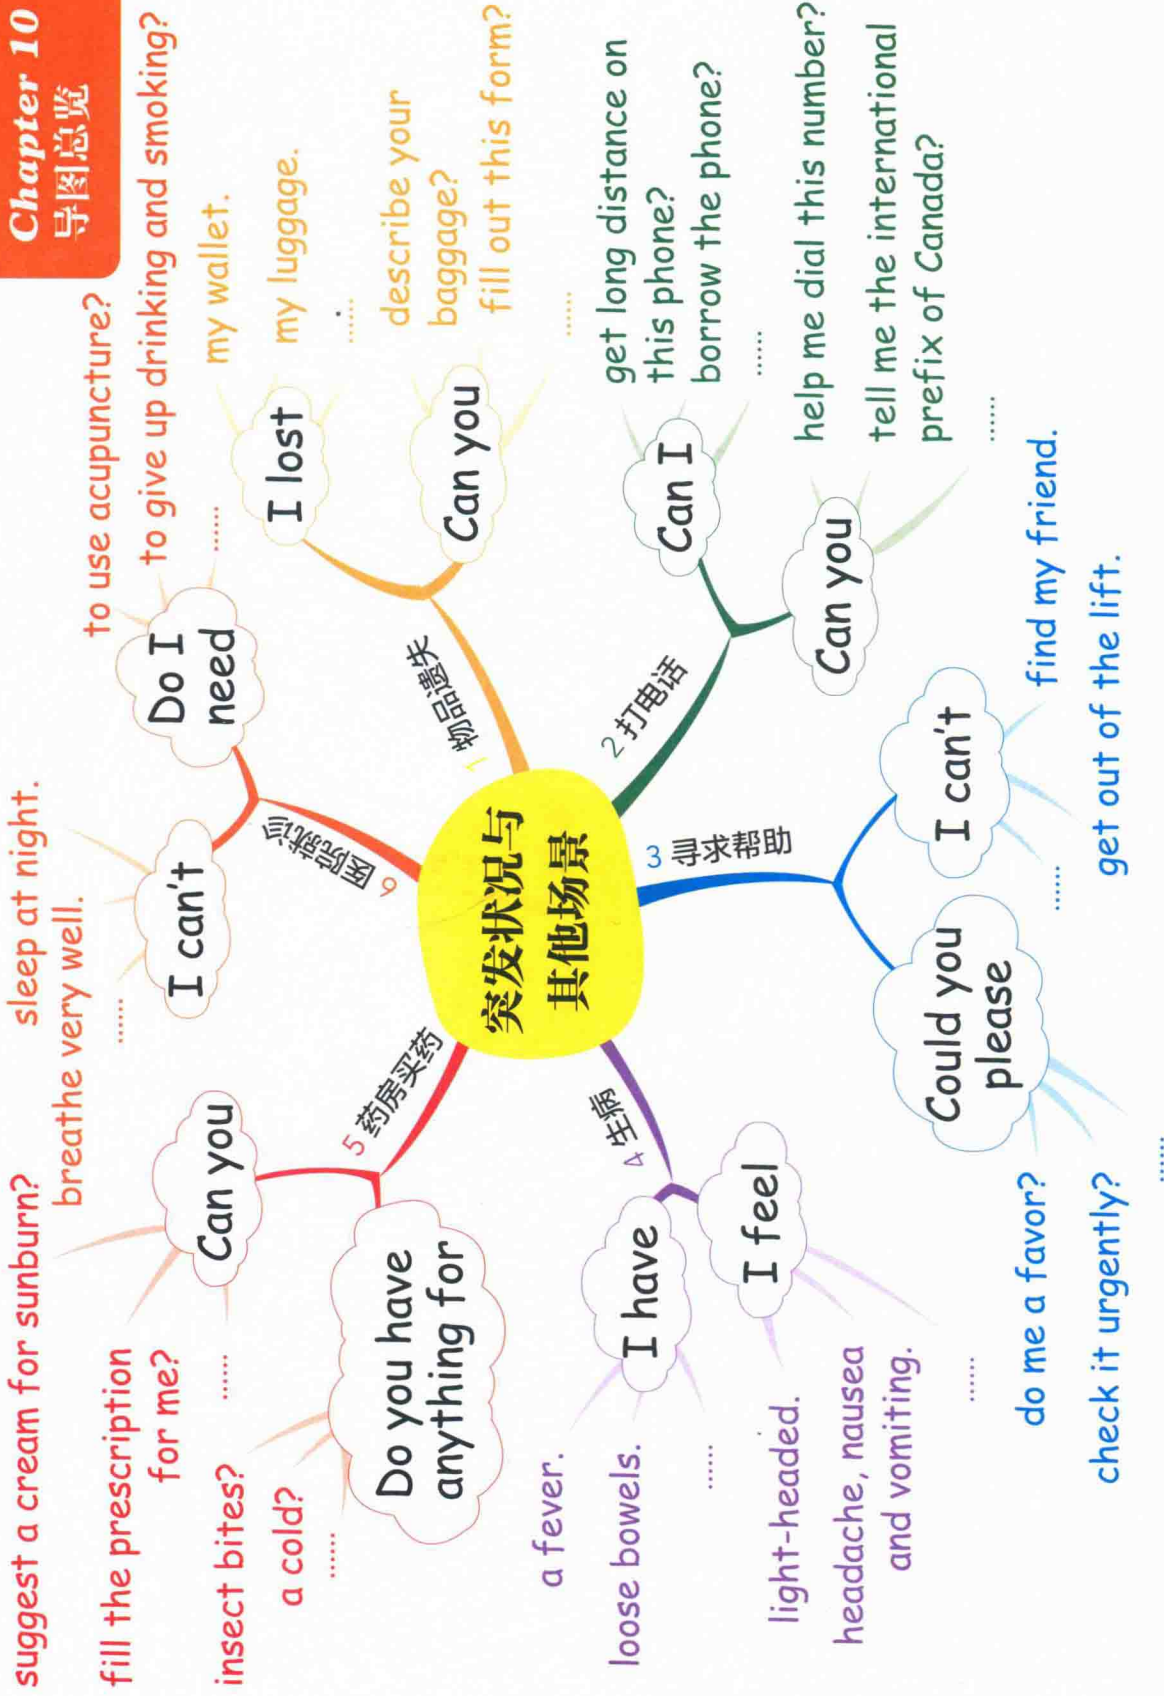 Chapter 10
导图总览
突发状况与
其他场景
1 物品遗失
I lost
my wallet.
my luggage.
......
Can you
describe your
baggage?
fill out this form?
......
2 打电话
Can I
get long distance on
this phone?
borrow the phone?
......
Can you
help me dial this number?
tell me the international
prefix of Canada?
......
3 寻求帮助
I can't
find my friend.
get out of the lift.
......
Could you
please
do me a favor?
check it urgently?
......
4 生病
I have
a fever.
loose bowels.
......
I feel
light-headed.
headache, nausea
and vomiting.
......
5 药房买药
Can you
suggest a cream for sunburn?
fill the prescription
for me?
......
Do you have
anything for
insect bites?
a cold?
......
6 医院就诊
I can't
sleep at night.
breathe very well.
......
Do I
need
to use acupuncture?
to give up drinking and smoking?
......